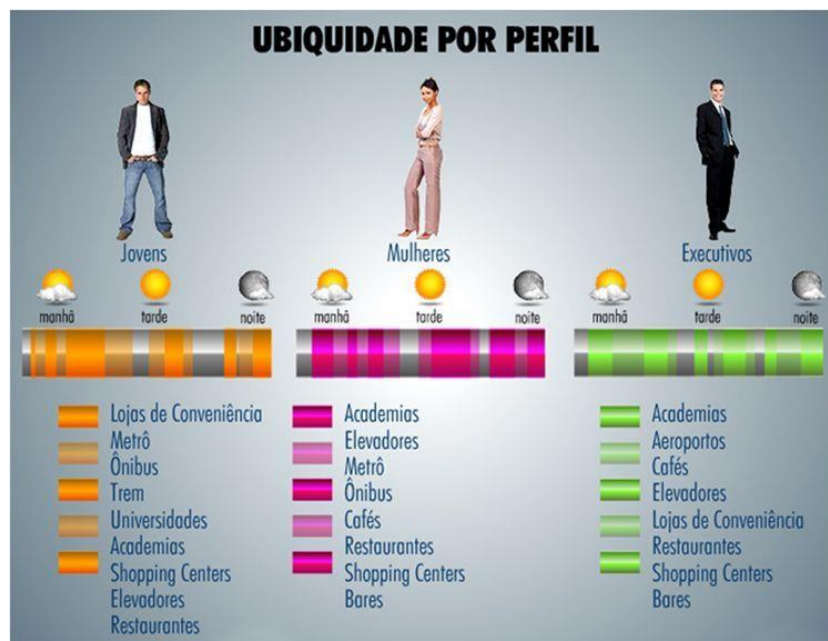 UBIQUIDADE POR PERFIL
Jovens
manhã
tarde
noite
Lojas de Conveniência
Metrô
Ônibus
Trem
Universidades
Academias
Shopping Centers
Elevadores
Restaurantes
Mulheres
manhã
tarde
noite
Academias
Elevadores
Metrô
Ônibus
Cafés
Restaurantes
Shopping Centers
Bares
Executivos
manhã
tarde
noite
Academias
Aeroportos
Cafés
Elevadores
Lojas de Conveniência
Restaurantes
Shopping Centers
Bares